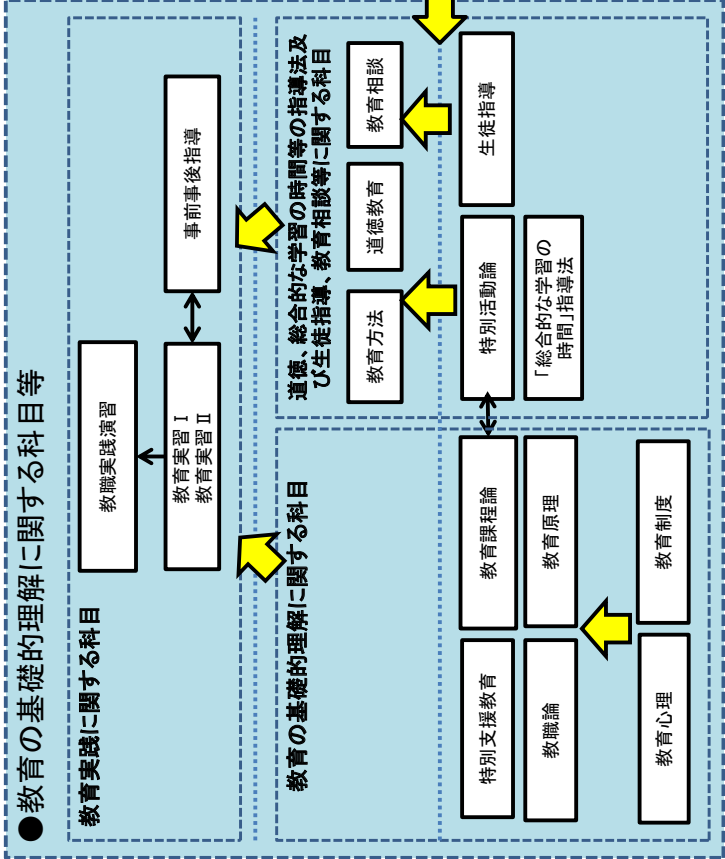 ●教育の基礎的理解に関する科目等
教育実践に関する科目
教職実践演習
教育実習Ⅰ
教育実習Ⅱ
事前事後指導
教育の基礎的理解に関する科目
特別支援教育
教育課程論
教職論
教育原理
教育心理
教育制度
道徳、総合的な学習の時間等の指導法及
び生徒指導、教育相談等に関する科目
教育方法
道徳教育
教育相談
特別活動論
生徒指導
「総合的な学習の
時間」指導法